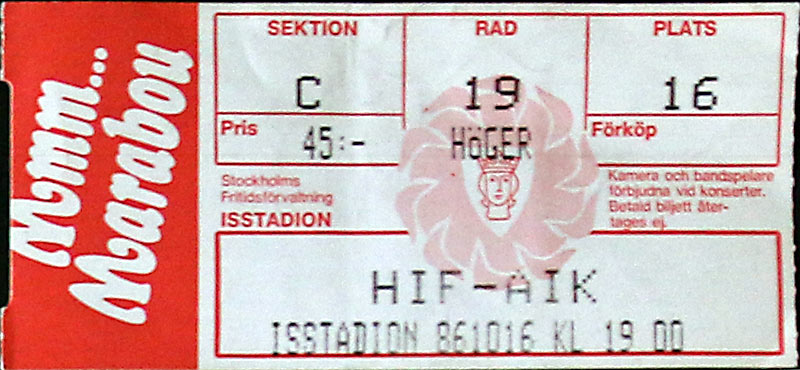 Mmm...
Marabou
SEKTION RAD PLATS
C 19 16
Pris 45:- HöGER Förköp
Stockholms
Fritidsförvaltning
ISSTADION
Kamera och bandspelare
förbjudna vid konserter.
Betald biljett åter-
tages ej.
HIF-AIK
ISSTADION 861016 KL 19 00